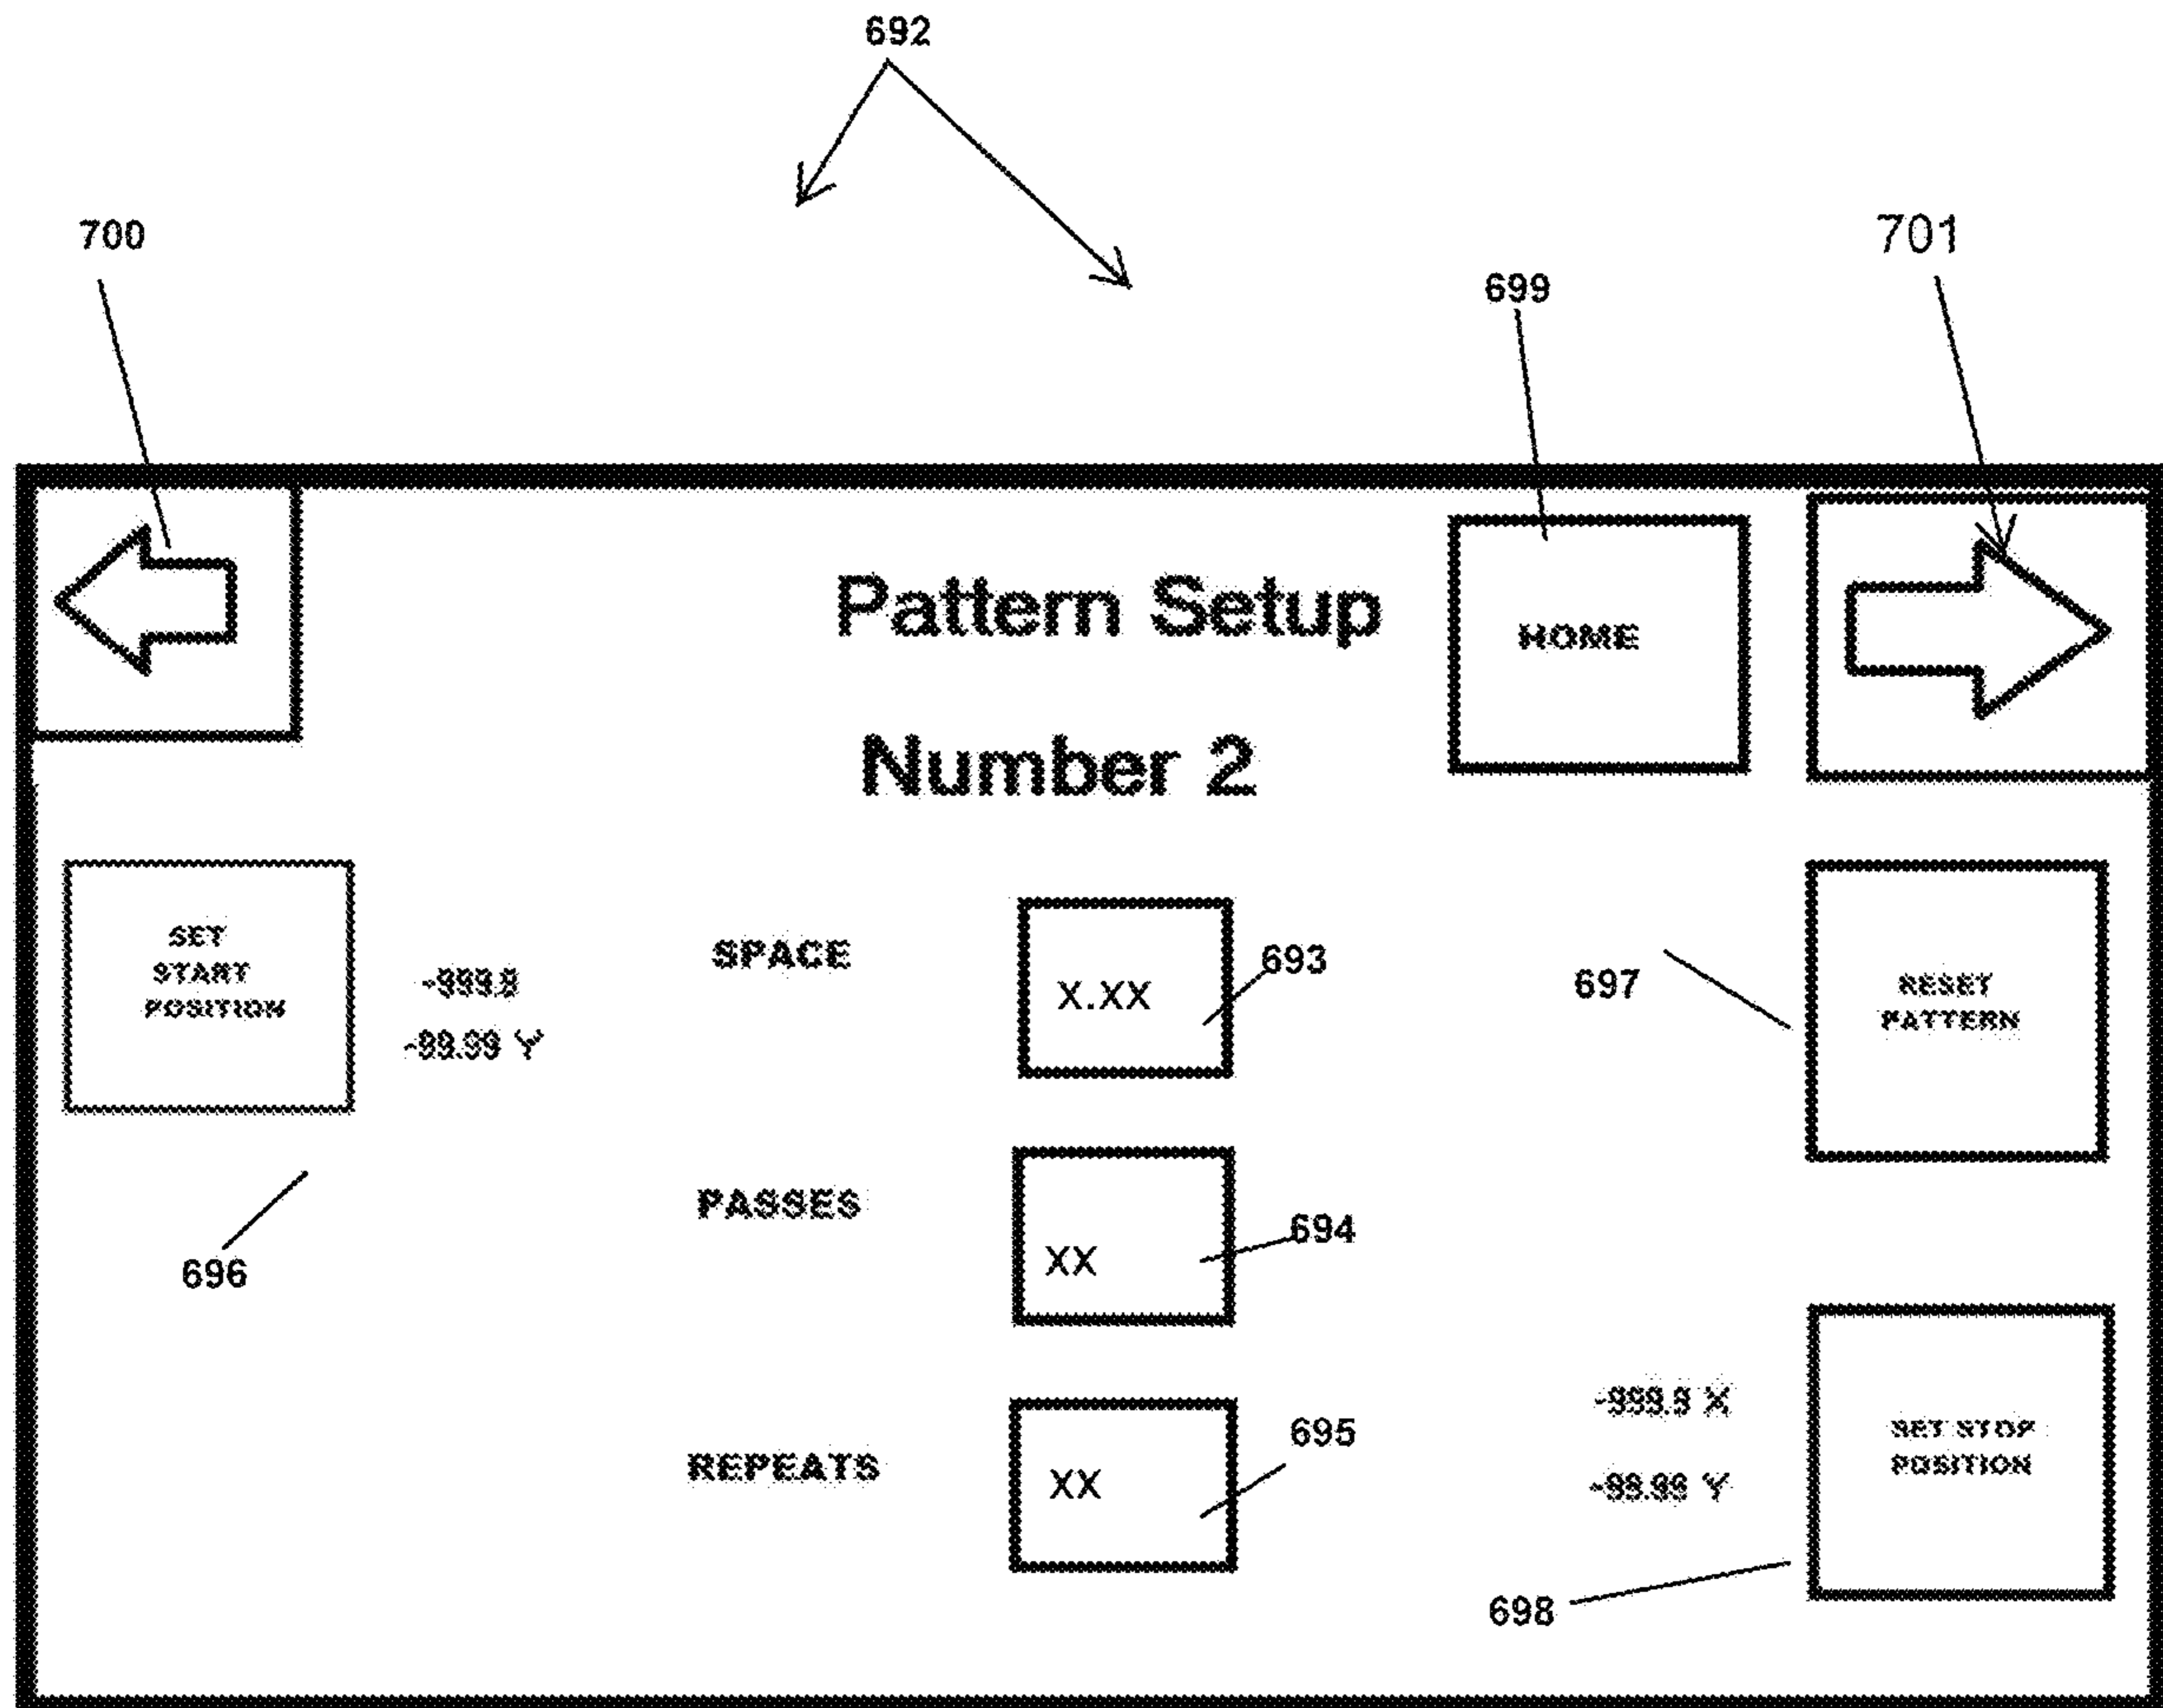 692
700
701
699
Pattern Setup
HOME
Number 2
SET
START
POSITION
-999.9
-99.99 Y
SPACE
X.XX
693
697
RESET
PATTERN
PASSES
XX
694
696
REPEATS
XX
695
-999.9 X
-99.99 Y
SET STOP
POSITION
698